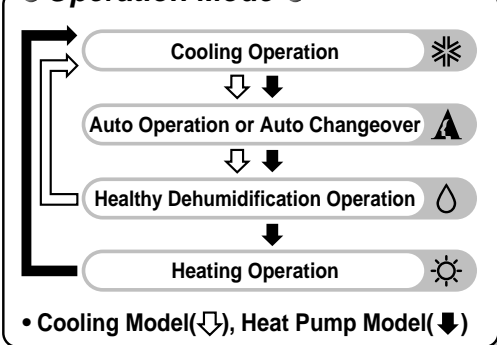 Operation Mode
Cooling Operation
Auto Operation or Auto Changeover
Healthy Dehumidification Operation
Heating Operation
• Cooling Model(⇩), Heat Pump Model(⬇)